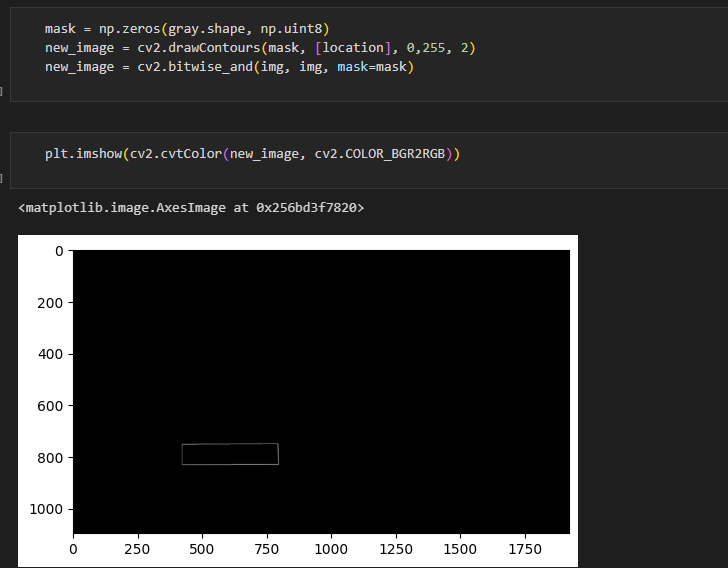 mask = np.zeros(gray.shape, np.uint8)
new_image = cv2.drawContours(mask, [location], 0,255, 2)
new_image = cv2.bitwise_and(img, img, mask=mask)
]
plt.imshow(cv2.cvtColor(new_image, cv2.COLOR_BGR2RGB))
]
<matplotlib.image.AxesImage at 0x256bd3f7820>
0
200
400
600
800
1000
0 250 500 750 1000 1250 1500 1750